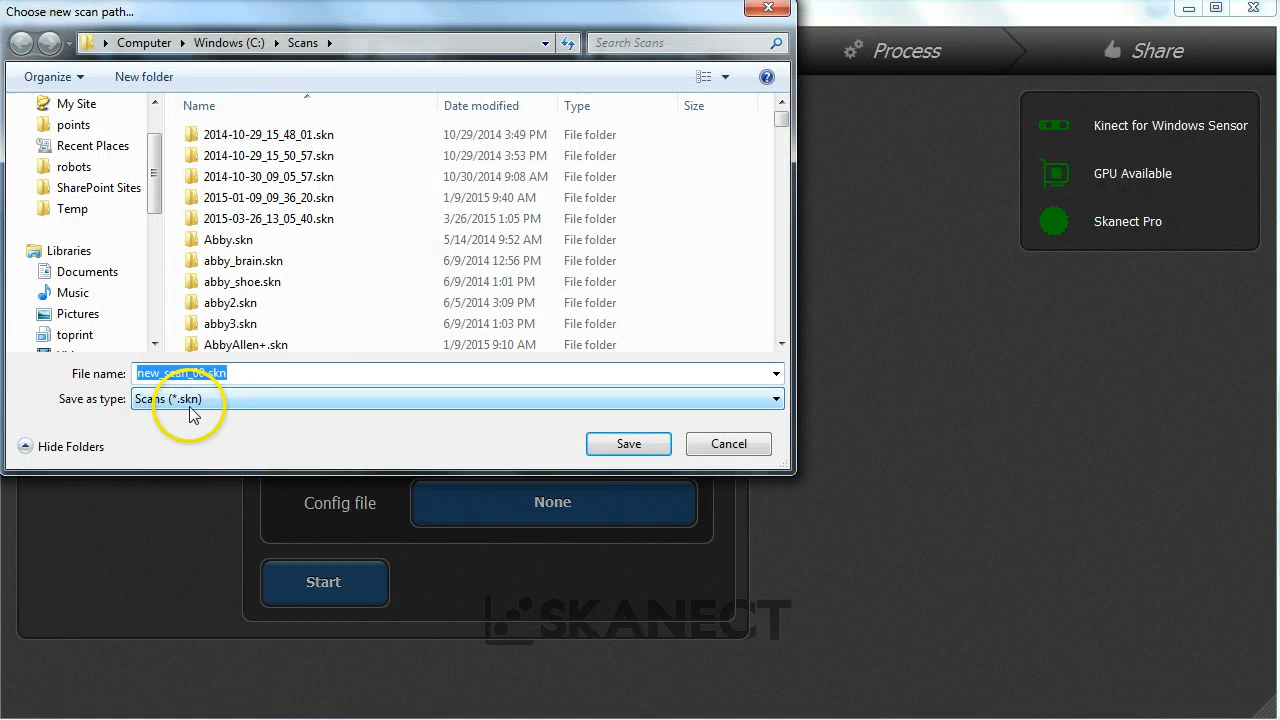 Choose new scan path...
Computer Windows (C:) Scans
Search Scans
Process
Share
Organize
New folder
Name Date modified Type Size
My Site
points
Recent Places
robots
SharePoint Sites
Temp
Libraries
Documents
Music
Pictures
toprint
2014-10-29_15_48_01.skn 10/29/2014 3:49 PM File folder
2014-10-29_15_50_57.skn 10/29/2014 3:53 PM File folder
2014-10-30_09_05_57.skn 10/30/2014 9:08 AM File folder
2015-01-09_09_36_20.skn 1/9/2015 9:40 AM File folder
2015-03-26_13_05_40.skn 3/26/2015 1:05 PM File folder
Abby.skn 5/14/2014 9:52 AM File folder
abby_brain.skn 6/9/2014 12:56 PM File folder
abby_shoe.skn 6/9/2014 1:01 PM File folder
abby2.skn 6/5/2014 3:09 PM File folder
abby3.skn 6/9/2014 1:03 PM File folder
AbbyAllen+.skn 1/9/2015 9:10 AM File folder
File name: new_scan_00.skn
Save as type: Scans (*.skn)
Hide Folders
Save
Cancel
Kinect for Windows Sensor
GPU Available
Skanect Pro
Config file
None
Start
SKANECT